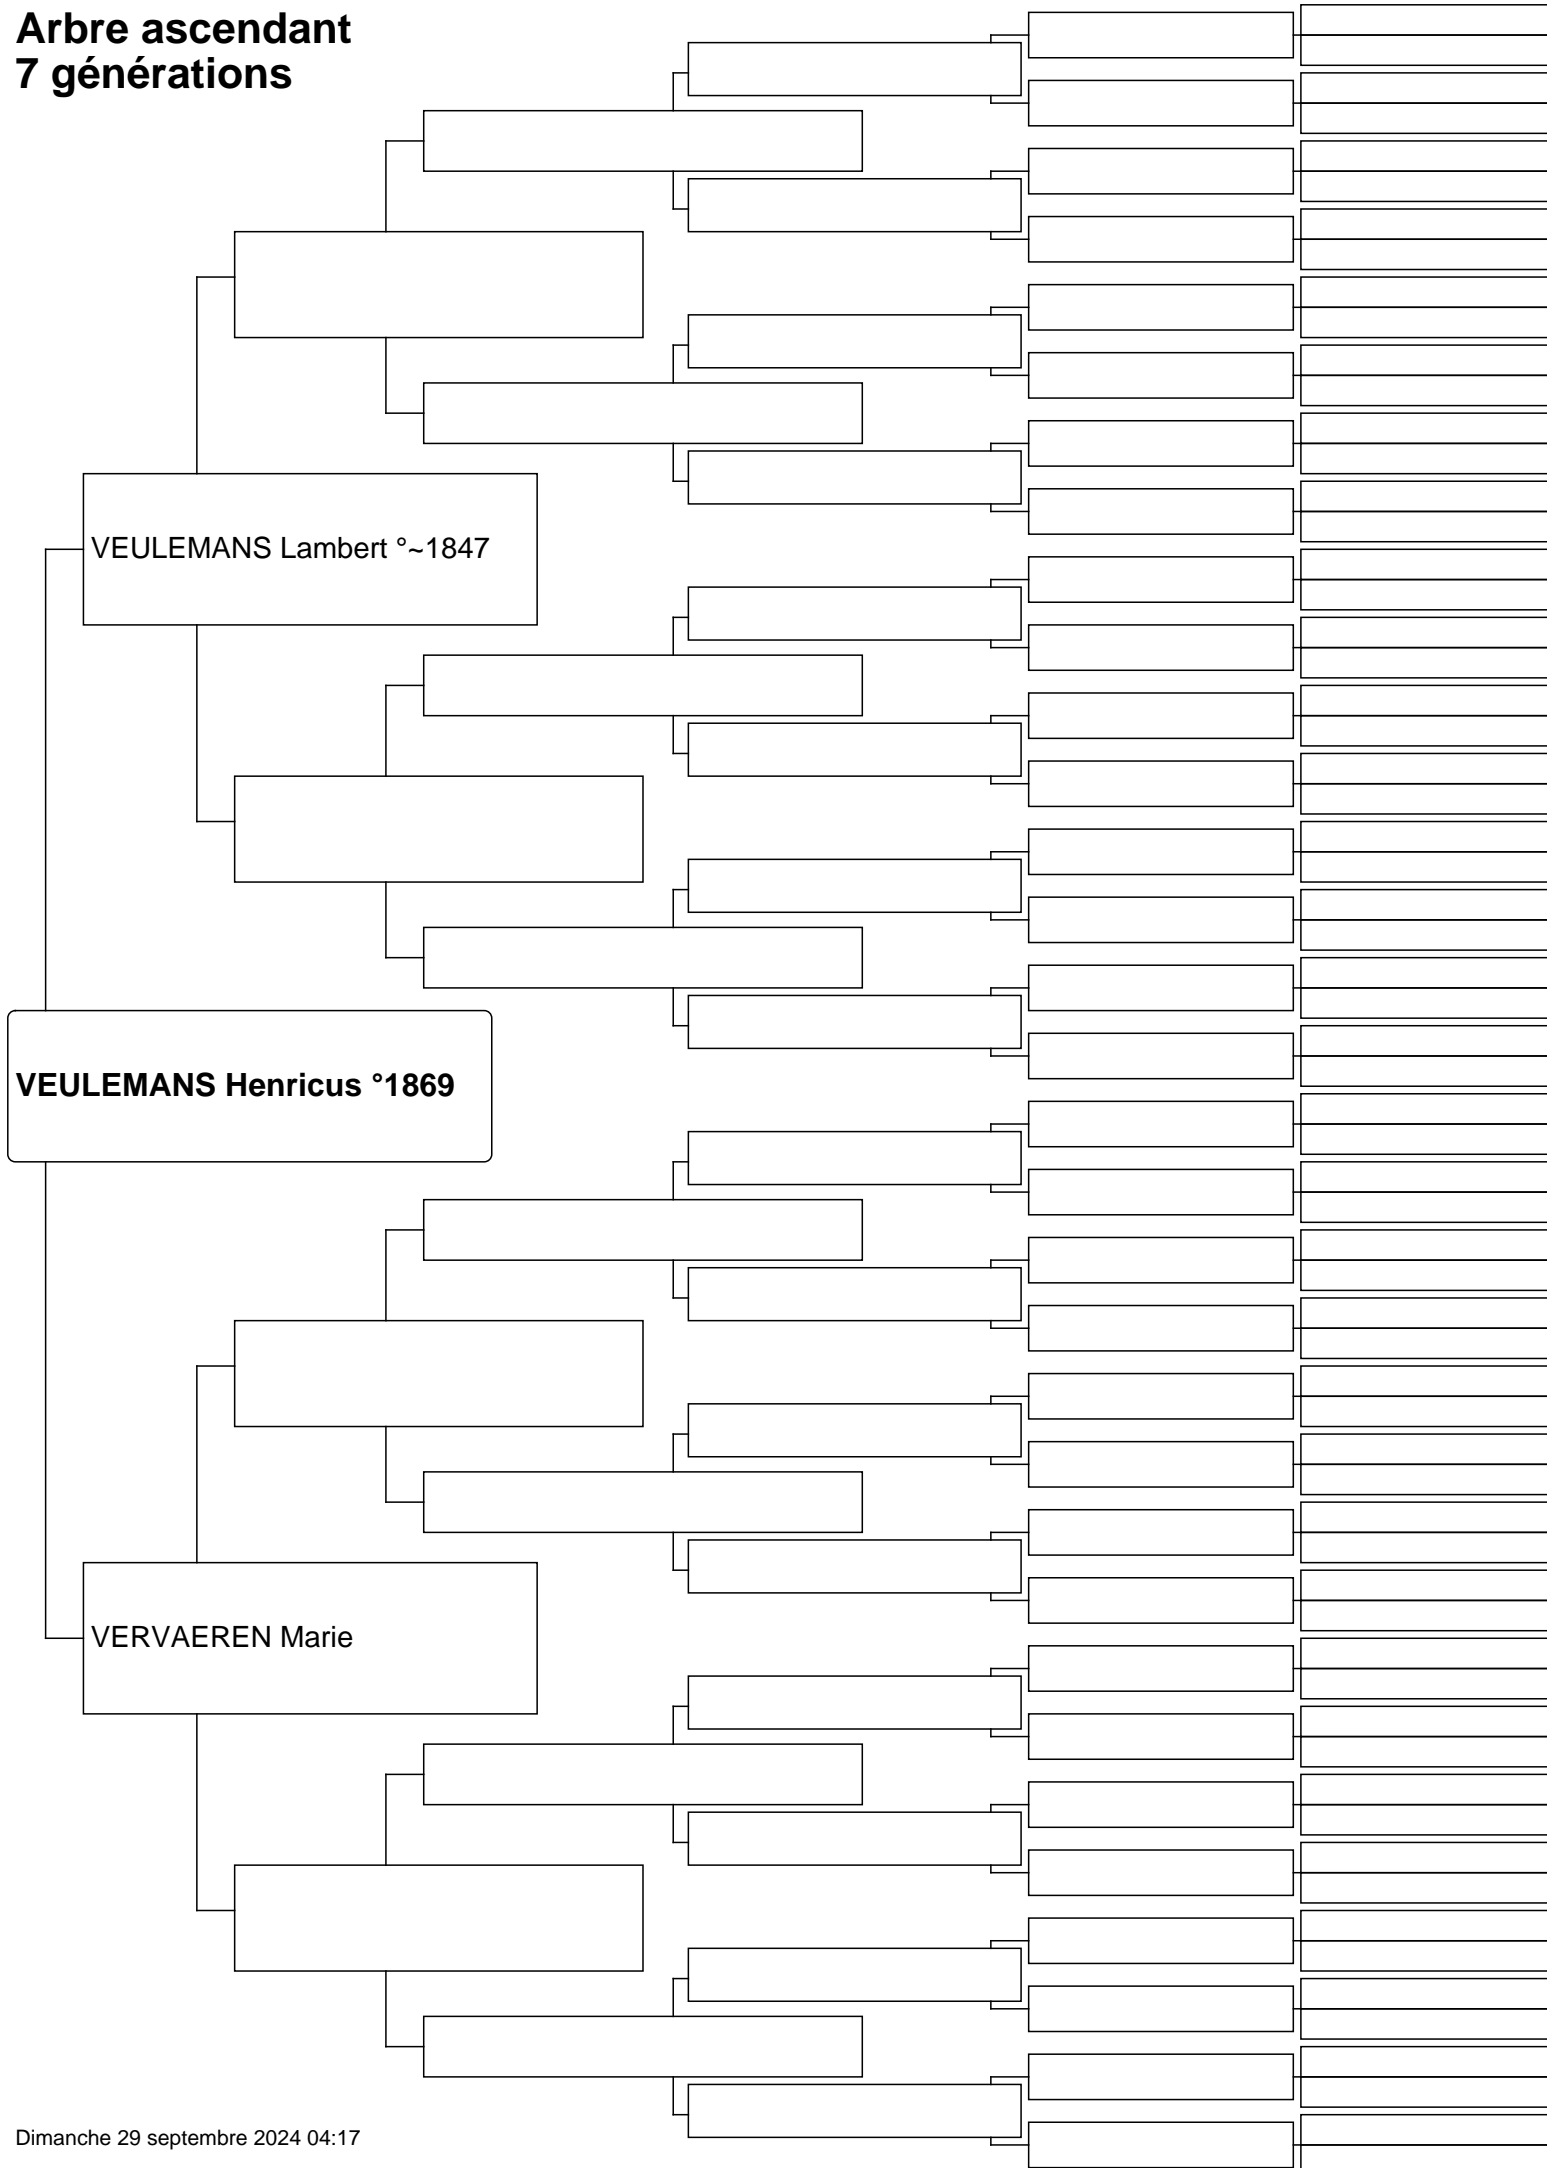 Arbre ascendant
7 générations
VEULEMANS Lambert °~1847
VEULEMANS Henricus °1869
VERVAEREN Marie
Dimanche 29 septembre 2024 04:17